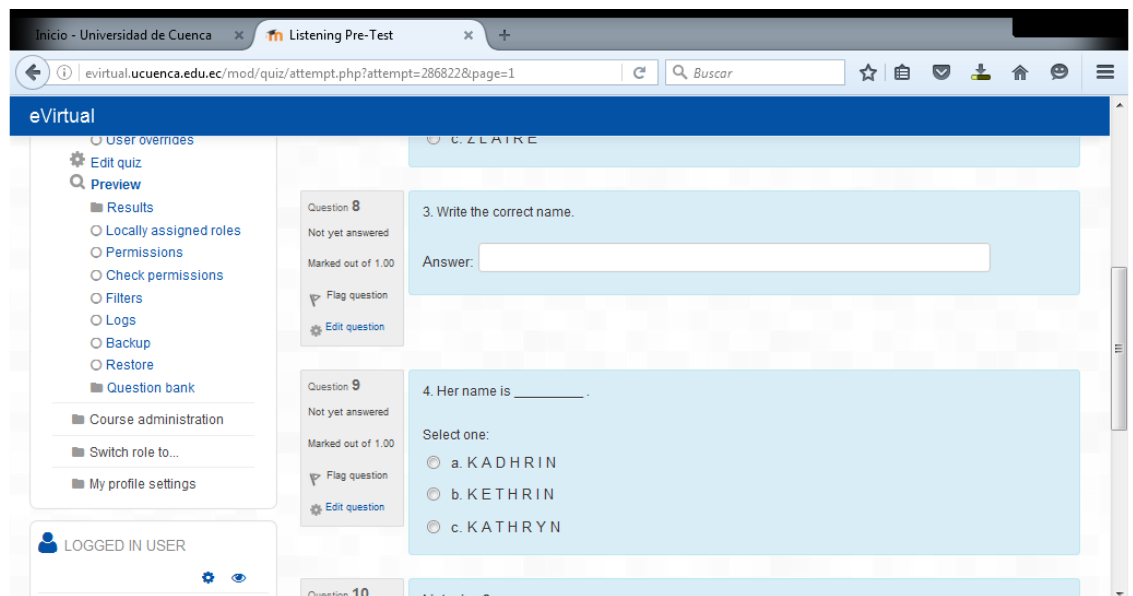 Inicio - Universidad de Cuenca
Listening Pre-Test
evirtual.ucuenca.edu.ec/mod/quiz/attempt.php?attempt=286822&page=1
Buscar
eVirtual
User overrides
Edit quiz
Preview
Results
Locally assigned roles
Permissions
Check permissions
Filters
Logs
Backup
Restore
Question bank
Course administration
Switch role to...
My profile settings
LOGGED IN USER
c. Z L A I R E
Question 8
Not yet answered
Marked out of 1.00
Flag question
Edit question
3. Write the correct name.
Answer:
Question 9
Not yet answered
Marked out of 1.00
Flag question
Edit question
4. Her name is __________ .
Select one:
a. K A D H R I N
b. K E T H R I N
c. K A T H R Y N
Question 10